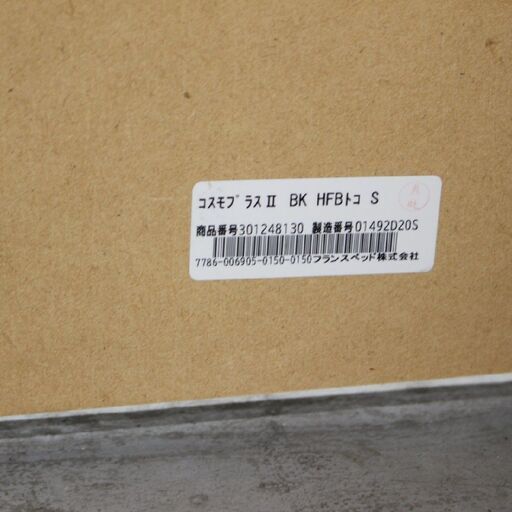 コスモプラスⅡ BK HFBトコ S
商品番号301248130 製造番号01492D20S
7786-006905-0150-0150フランスベッド株式会社